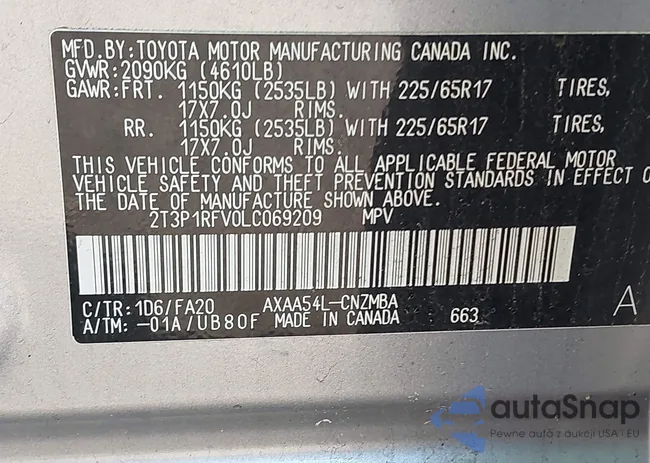 MFD.BY:TOYOTA MOTOR MANUFACTURING CANADA INC.
GVWR:2090KG (4610LB)
GAWR:FRT. 1150KG (2535LB) WITH 225/65R17 TIRES,
17X7.0J RIMS.
RR. 1150KG (2535LB) WITH 225/65R17 TIRES,
17X7.0J RIMS.
THIS VEHICLE CONFORMS TO ALL APPLICABLE FEDERAL MOTOR
VEHICLE SAFETY AND THEFT PREVENTION STANDARDS IN EFFECT O
THE DATE OF MANUFACTURE SHOWN ABOVE.
2T3P1RFV0LC069209 MPV
C/TR:1D6/FA20 AXAA54L-CNZMBA
A/TM:-01A/UB80F MADE IN CANADA 663 A
autaSnap
Pewne auta z aukcji USA i EU